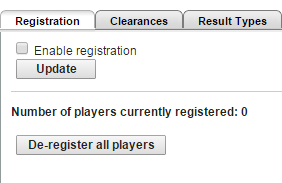 Registration Clearances Result Types
Enable registration
Update
Number of players currently registered: 0
De-register all players